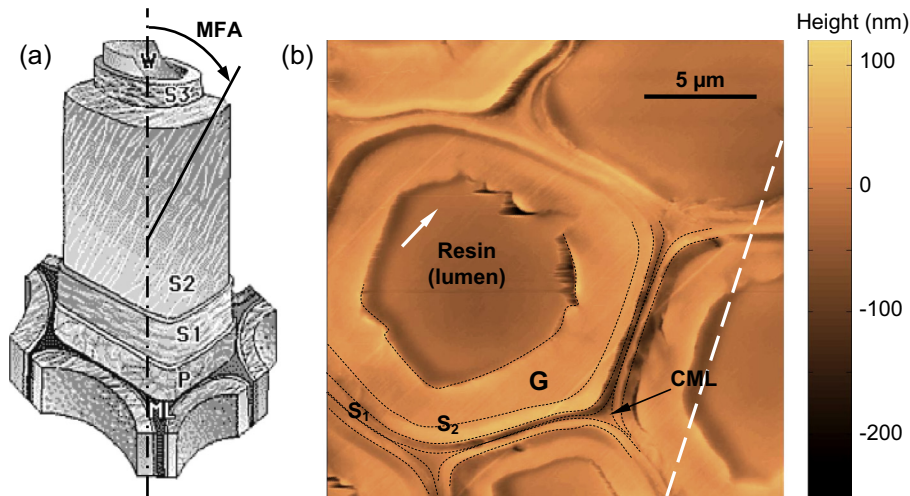 (a)
MFA
W
S3
S2
S1
P
ML
(b)
5 µm
Resin
(lumen)
G
S₁
S₂
CML
Height (nm)
100
0
-100
-200